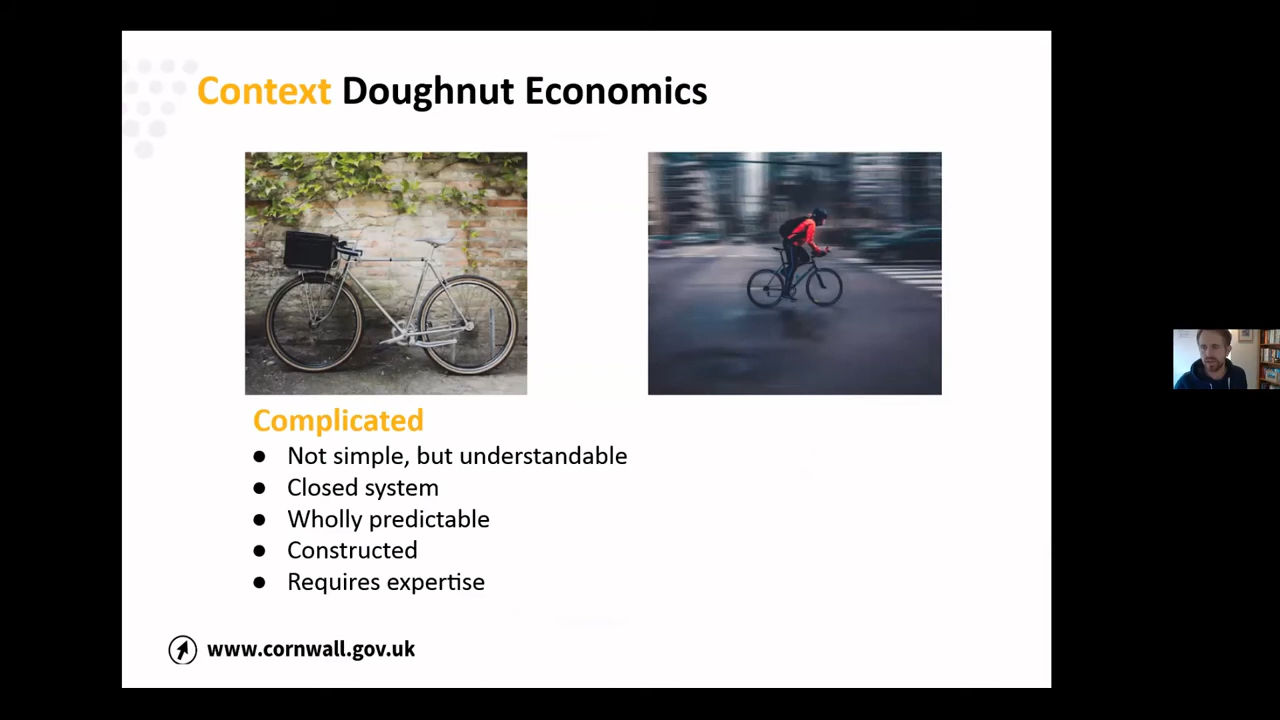 Context Doughnut Economics
Complicated
● Not simple, but understandable
● Closed system
● Wholly predictable
● Constructed
● Requires expertise
www.cornwall.gov.uk